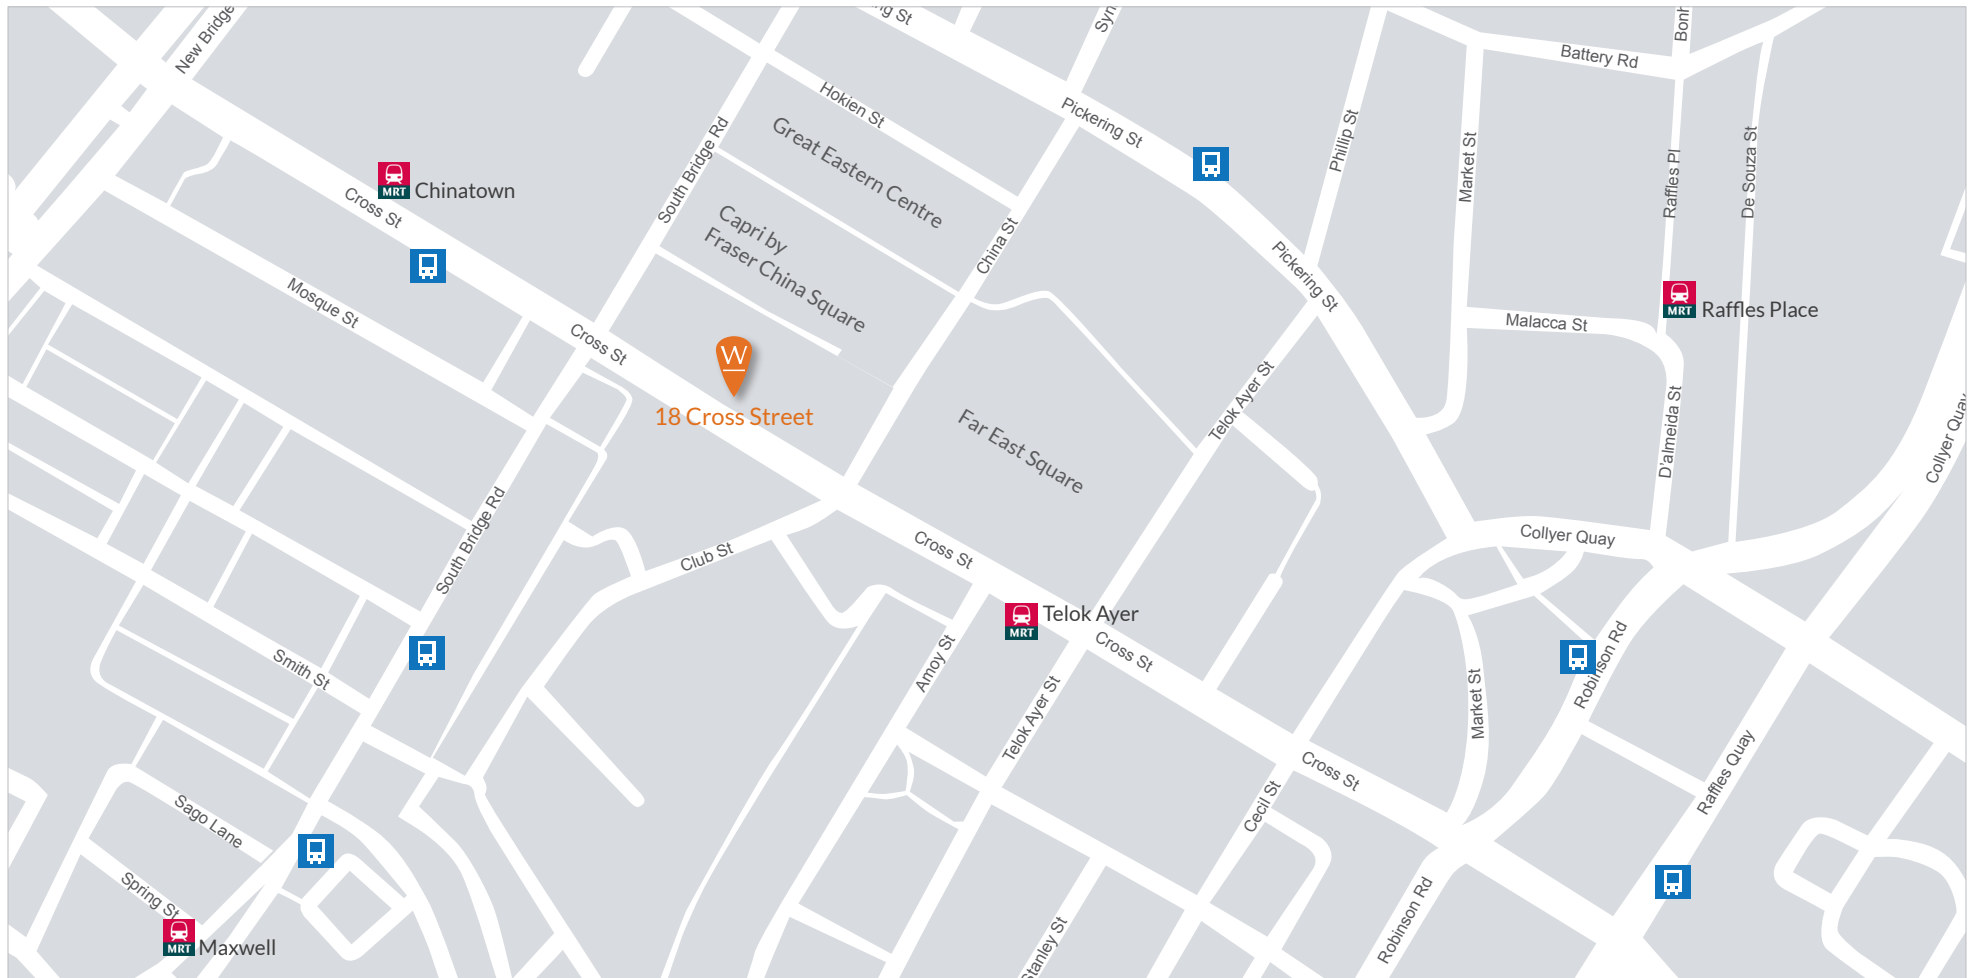 New Bridge
ng St
Syn
Bonh
Battery Rd
Hokien St
Pickering St
Great Eastern Centre
South Bridge Rd
Phillip St
Market St
Raffles Pl
De Souza St
MRT
Chinatown
Cross St
Capri by
Fraser China Square
China St
Pickering St
Mosque St
MRT
Raffles Place
Malacca St
Cross St
W
18 Cross Street
Telok Ayer St
Far East Square
D'almeida St
Collyer Quay
South Bridge Rd
Cross St
Club St
Collyer Quay
MRT
Telok Ayer
Cross St
Amoy St
Smith St
Telok Ayer St
Market St
Robinson Rd
Cross St
Raffles Quay
Cecil St
Sago Lane
Spring St
MRT
Maxwell
Stanley St
Robinson Rd